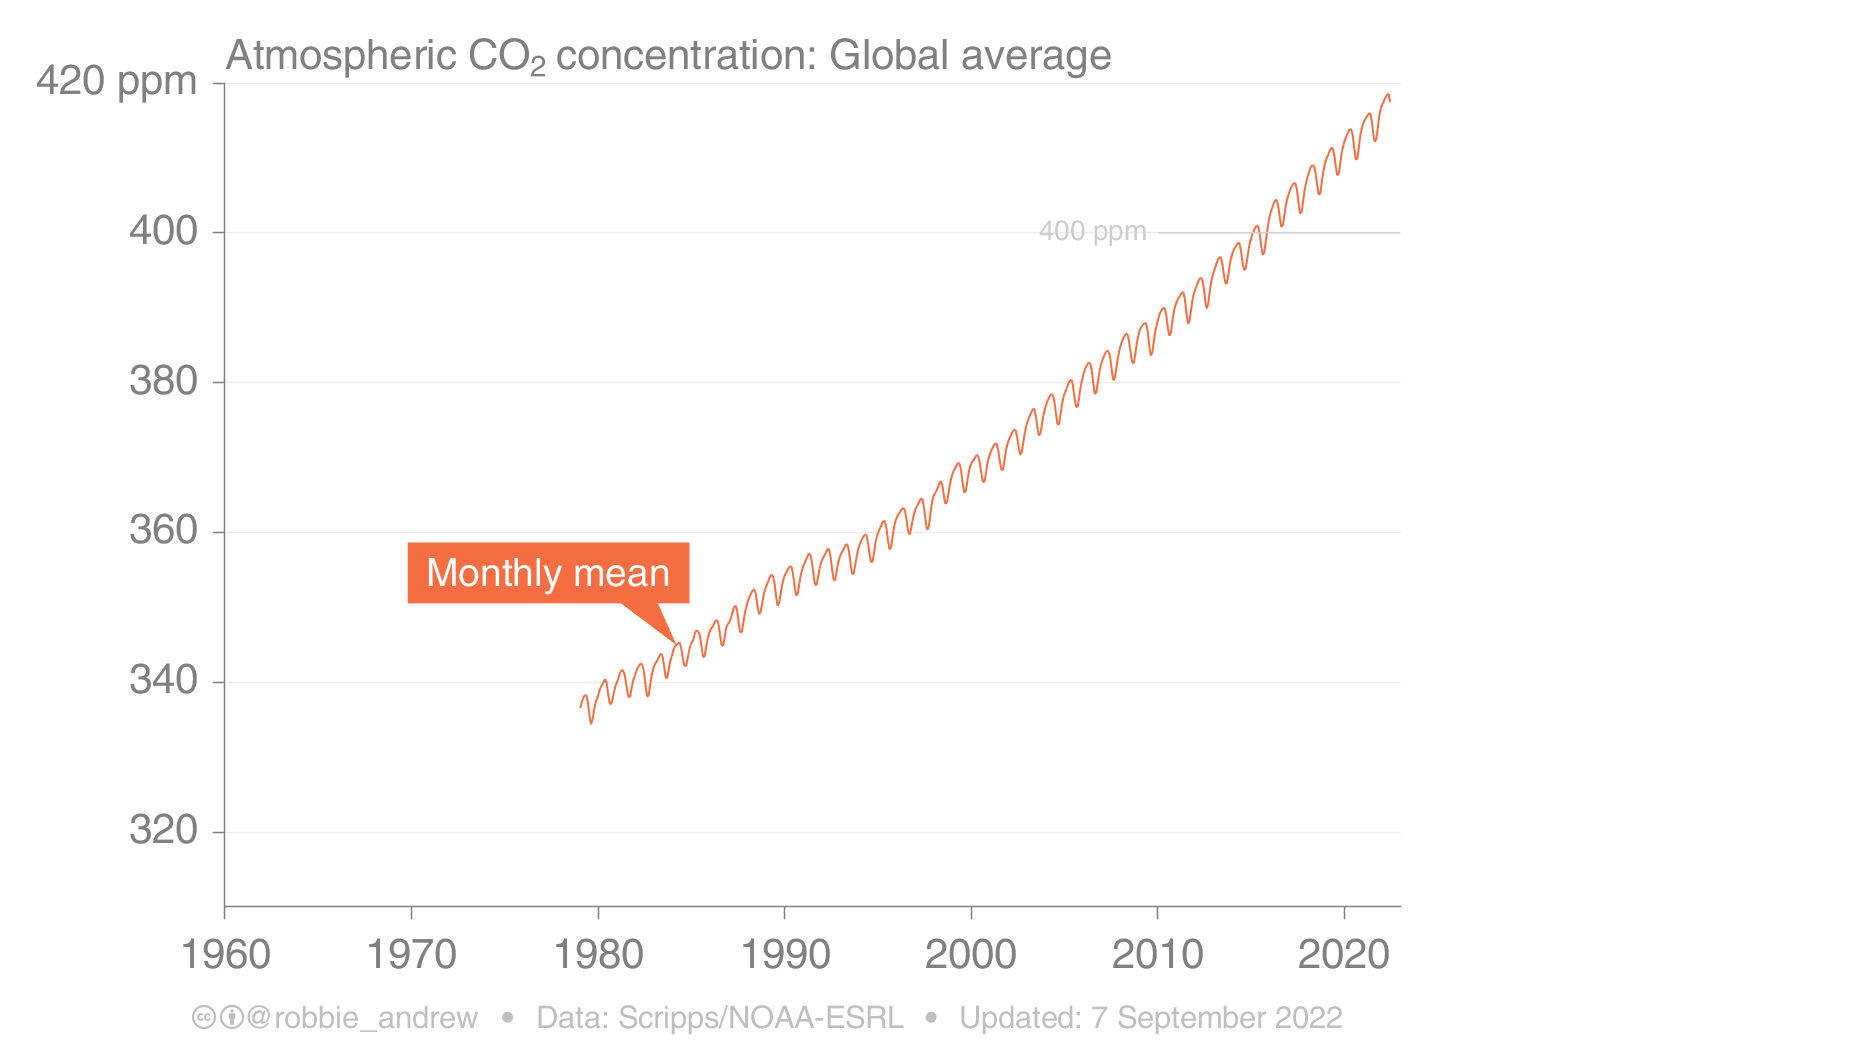 Atmospheric CO₂ concentration: Global average
420 ppm
400
400 ppm
380
360
Monthly mean
340
320
1960 1970 1980 1990 2000 2010 2020
cc @robbie_andrew • Data: Scripps/NOAA-ESRL • Updated: 7 September 2022